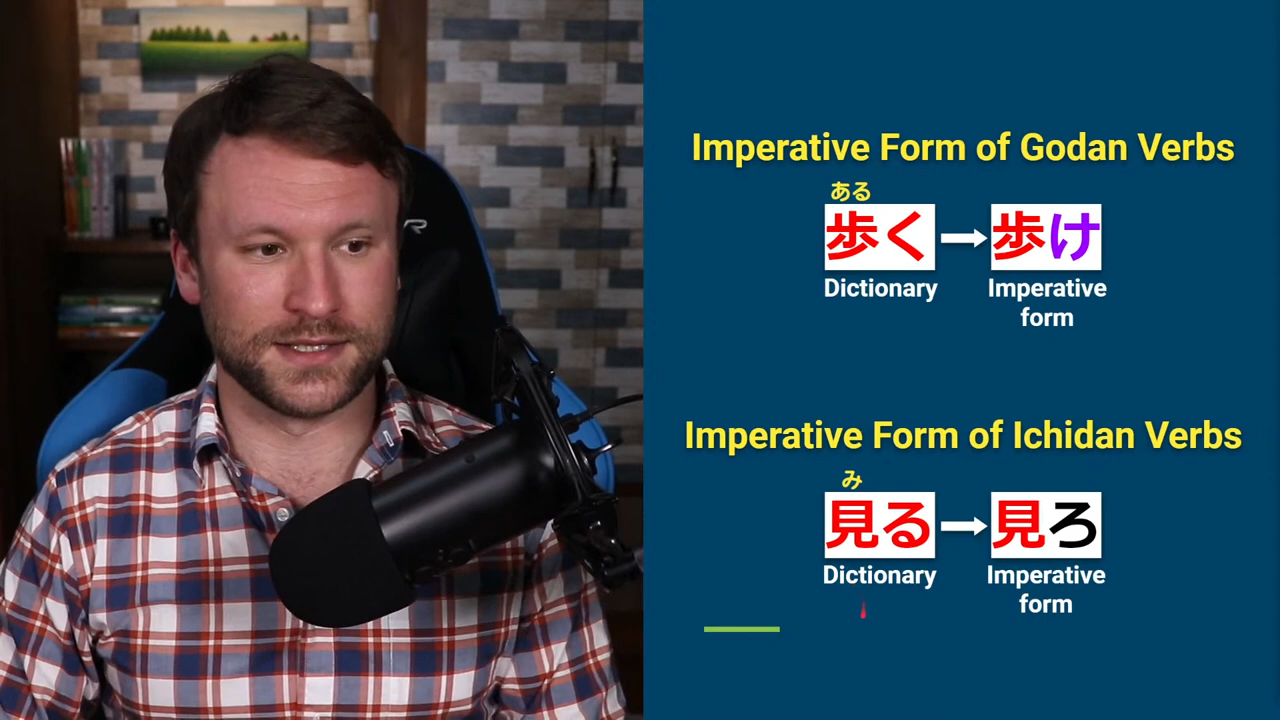 Imperative Form of Godan Verbs
ある
歩く 歩け
Dictionary Imperative
form
Imperative Form of Ichidan Verbs
み
見る 見ろ
Dictionary Imperative
form